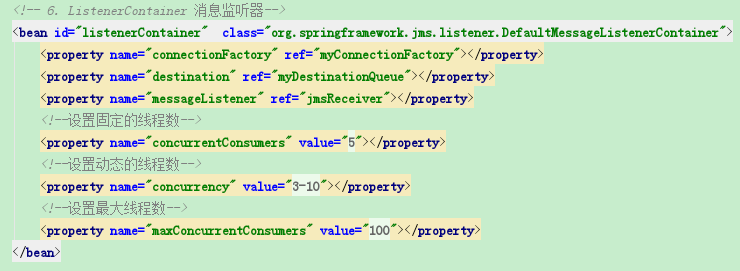 <!-- 6. ListenerContainer 消息监听器-->
<bean id="listenerContainer"  class="org.springframework.jms.listener.DefaultMessageListenerContainer">
    <property name="connectionFactory" ref="myConnectionFactory"></property>
    <property name="destination" ref="myDestinationQueue"></property>
    <property name="messageListener" ref="jmsReceiver"></property>
    <!--设置固定的线程数-->
    <property name="concurrentConsumers" value="5"></property>
    <!--设置动态的线程数-->
    <property name="concurrency" value="3-10"></property>
    <!--设置最大线程数-->
    <property name="maxConcurrentConsumers" value="100"></property>
</bean>